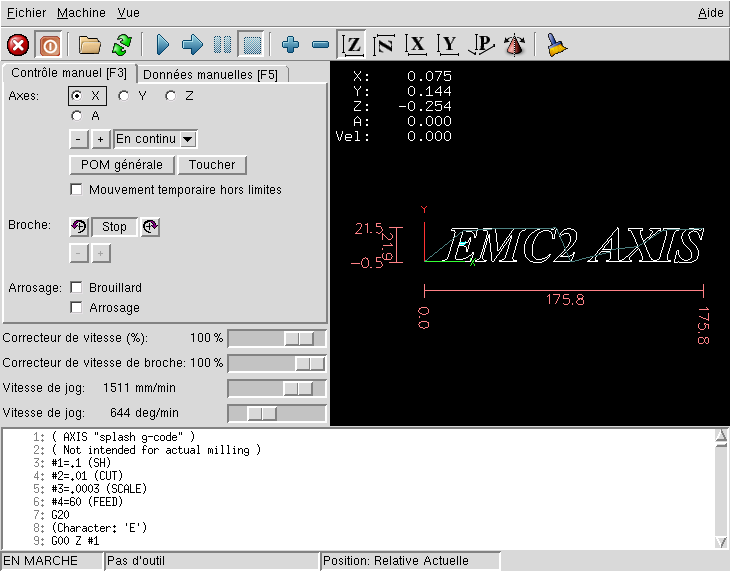 Fichier Machine Vue Aide
Z N X Y P
Contrôle manuel [F3] Données manuelles [F5]
Axes: X Y Z
A
- + En continu
POM générale Toucher
Mouvement temporaire hors limites
Broche: Stop
- +
Arrosage: Brouillard
Arrosage
Correcteur de vitesse (%): 100 %
Correcteur de vitesse de broche: 100 %
Vitesse de jog: 1511 mm/min
Vitesse de jog: 644 deg/min
X: 0.075
Y: 0.144
Z: -0.254
A: 0.000
Vel: 0.000
Y
21.5
21.9
-0.5
EMC2 AXIS
X
175.8
0.0
175.8
1: ( AXIS "splash g-code" )
2: ( Not intended for actual milling )
3: #1=.1 (SH)
4: #2=.01 (CUT)
5: #3=.0003 (SCALE)
6: #4=60 (FEED)
7: G20
8: (Character: 'E')
9: G00 Z #1
EN MARCHE Pas d'outil Position: Relative Actuelle